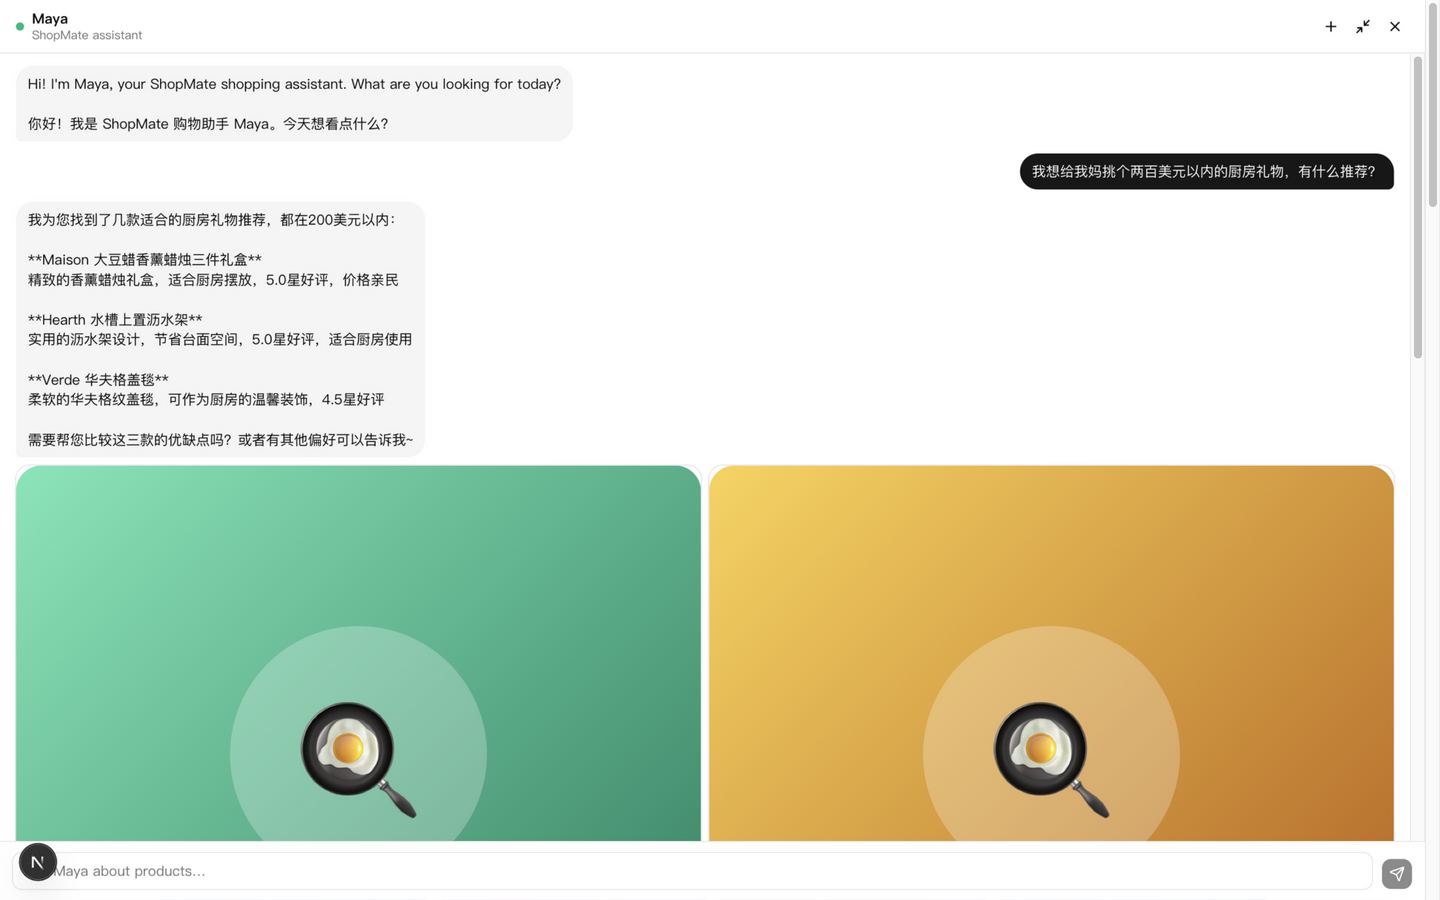 Maya
ShopMate assistant
Hi! I'm Maya, your ShopMate shopping assistant. What are you looking for today?
你好！我是 ShopMate 购物助手 Maya。今天想看点什么？
我想给我妈挑个两百美元以内的厨房礼物，有什么推荐？
我为您找到了几款适合的厨房礼物推荐，都在200美元以内：
**Maison 大豆蜡香薰蜡烛三件礼盒**
精致的香薰蜡烛礼盒，适合厨房摆放，5.0星好评，价格亲民
**Hearth 水槽上置沥水架**
实用的沥水架设计，节省台面空间，5.0星好评，适合厨房使用
**Verde 华夫格盖毯**
柔软的华夫格纹盖毯，可作为厨房的温馨装饰，4.5星好评
需要帮您比较这三款的优缺点吗？或者有其他偏好可以告诉我~
N
Maya about products...